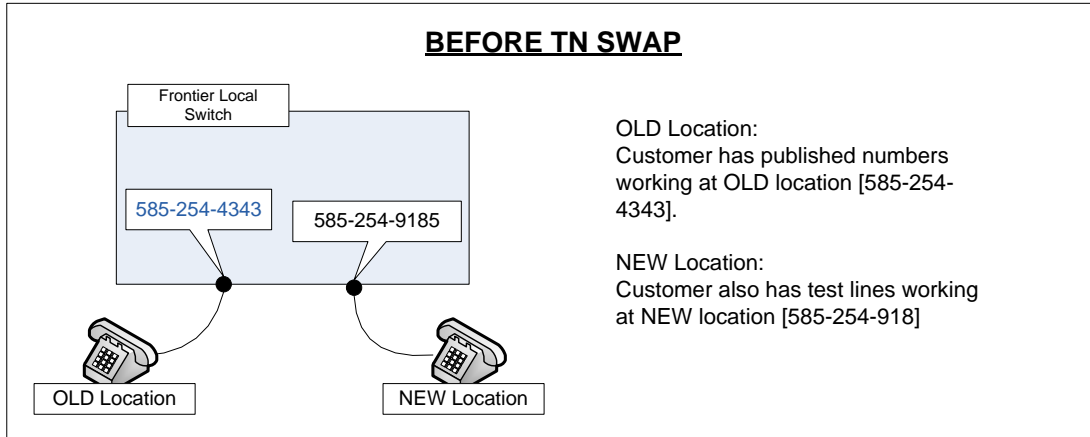 BEFORE TN SWAP
Frontier Local
Switch
585-254-4343
585-254-9185
OLD Location
NEW Location
OLD Location:
Customer has published numbers
working at OLD location [585-254-
4343].
NEW Location:
Customer also has test lines working
at NEW location [585-254-918]